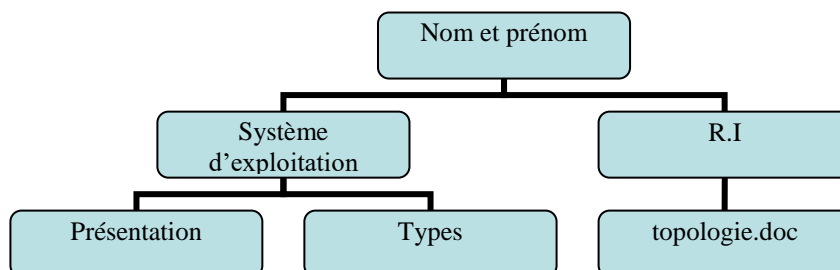 Nom et prénom
Système
d'exploitation
R.I
Présentation
Types
topologie.doc